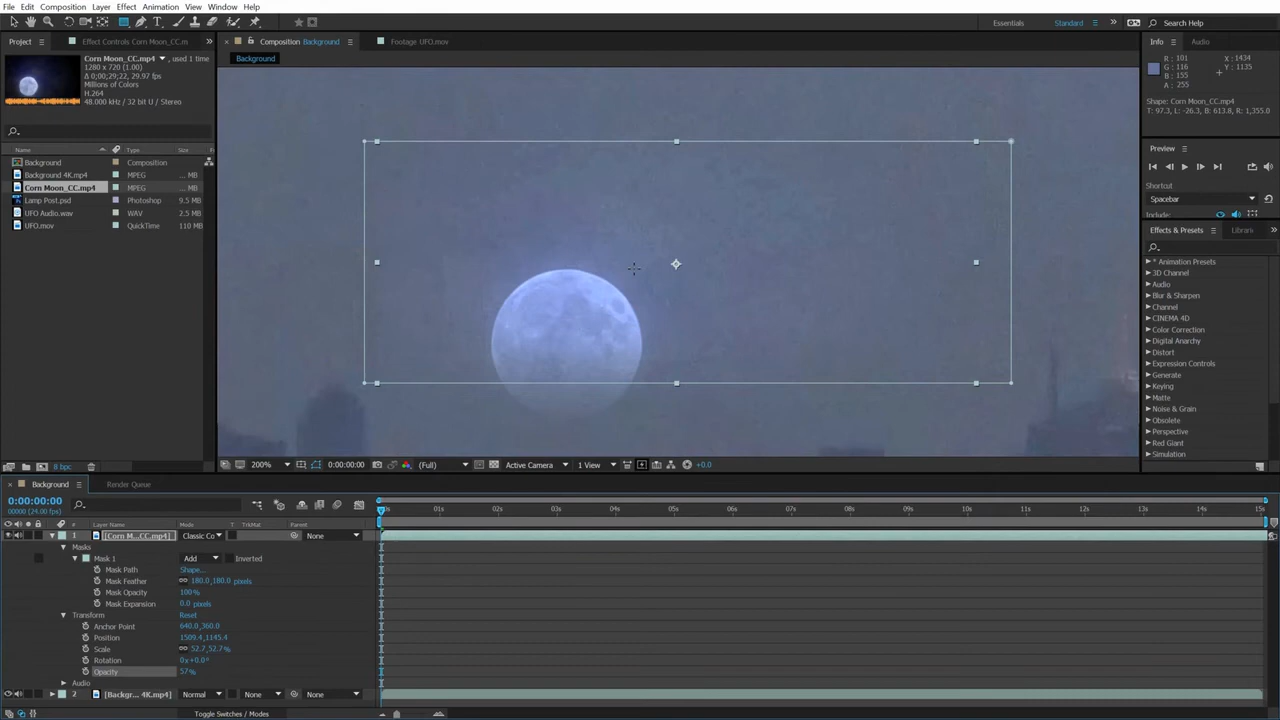 File Edit Composition Layer Effect Animation View Window Help
Essentials Standard Search Help
Project
Effect Controls Corn Moon_CC.m
Composition Background
Footage UFO.mov
Info Audio
Background
Corn Moon_CC.mp4 , used 1 time
1280 x 720 (1.00)
Δ 0;00;29;22, 29.97 fps
Millions of Colors
H.264
48.000 kHz / 32 bit U / Stereo
R : 101
G : 116
B : 155
A : 255
X : 1434
Y : 1135
Shape: Corn Moon_CC.mp4
T: 97.3, L: -26.3, B: 613.8, R: 1,355.0
Preview
Shortcut
Spacebar
Include:
Name Type Size
Background Composition
Background 4K.mp4 MPEG ... MB
Corn Moon_CC.mp4 MPEG ... MB
Lamp Post.psd Photoshop 9.5 MB
UFO Audio.wav WAV 2.5 MB
UFO.mov QuickTime 110 MB
Effects & Presets Librari
* Animation Presets
3D Channel
Audio
Blur & Sharpen
Channel
CINEMA 4D
Color Correction
Digital Anarchy
Distort
Expression Controls
Generate
Keying
Matte
Noise & Grain
Obsolete
Perspective
Red Giant
Simulation
8 bpc
200% 0:00:00:00 (Full) Active Camera 1 View +0.0
Background Render Queue
0:00:00:00
00000 (24.00 fps)
01s 02s 03s 04s 05s 06s 07s 08s 09s 10s 11s 12s 13s 14s 15s
# Layer Name Mode T TrkMat Parent
1 [Corn M...CC.mp4] Classic Co None
Masks
Mask 1 Add Inverted
Mask Path Shape...
Mask Feather 180.0,180.0 pixels
Mask Opacity 100%
Mask Expansion 0.0 pixels
Transform Reset
Anchor Point 640.0,360.0
Position 1509.4,1145.4
Scale 52.7,52.7%
Rotation 0x+0.0°
Opacity 57%
Audio
2 [Backgr... 4K.mp4] Normal None None
Toggle Switches / Modes